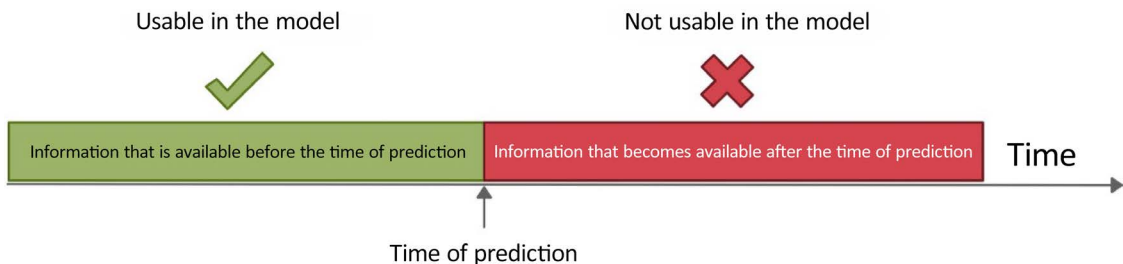 Usable in the model
Not usable in the model
Information that is available before the time of prediction
Information that becomes available after the time of prediction
Time
Time of prediction